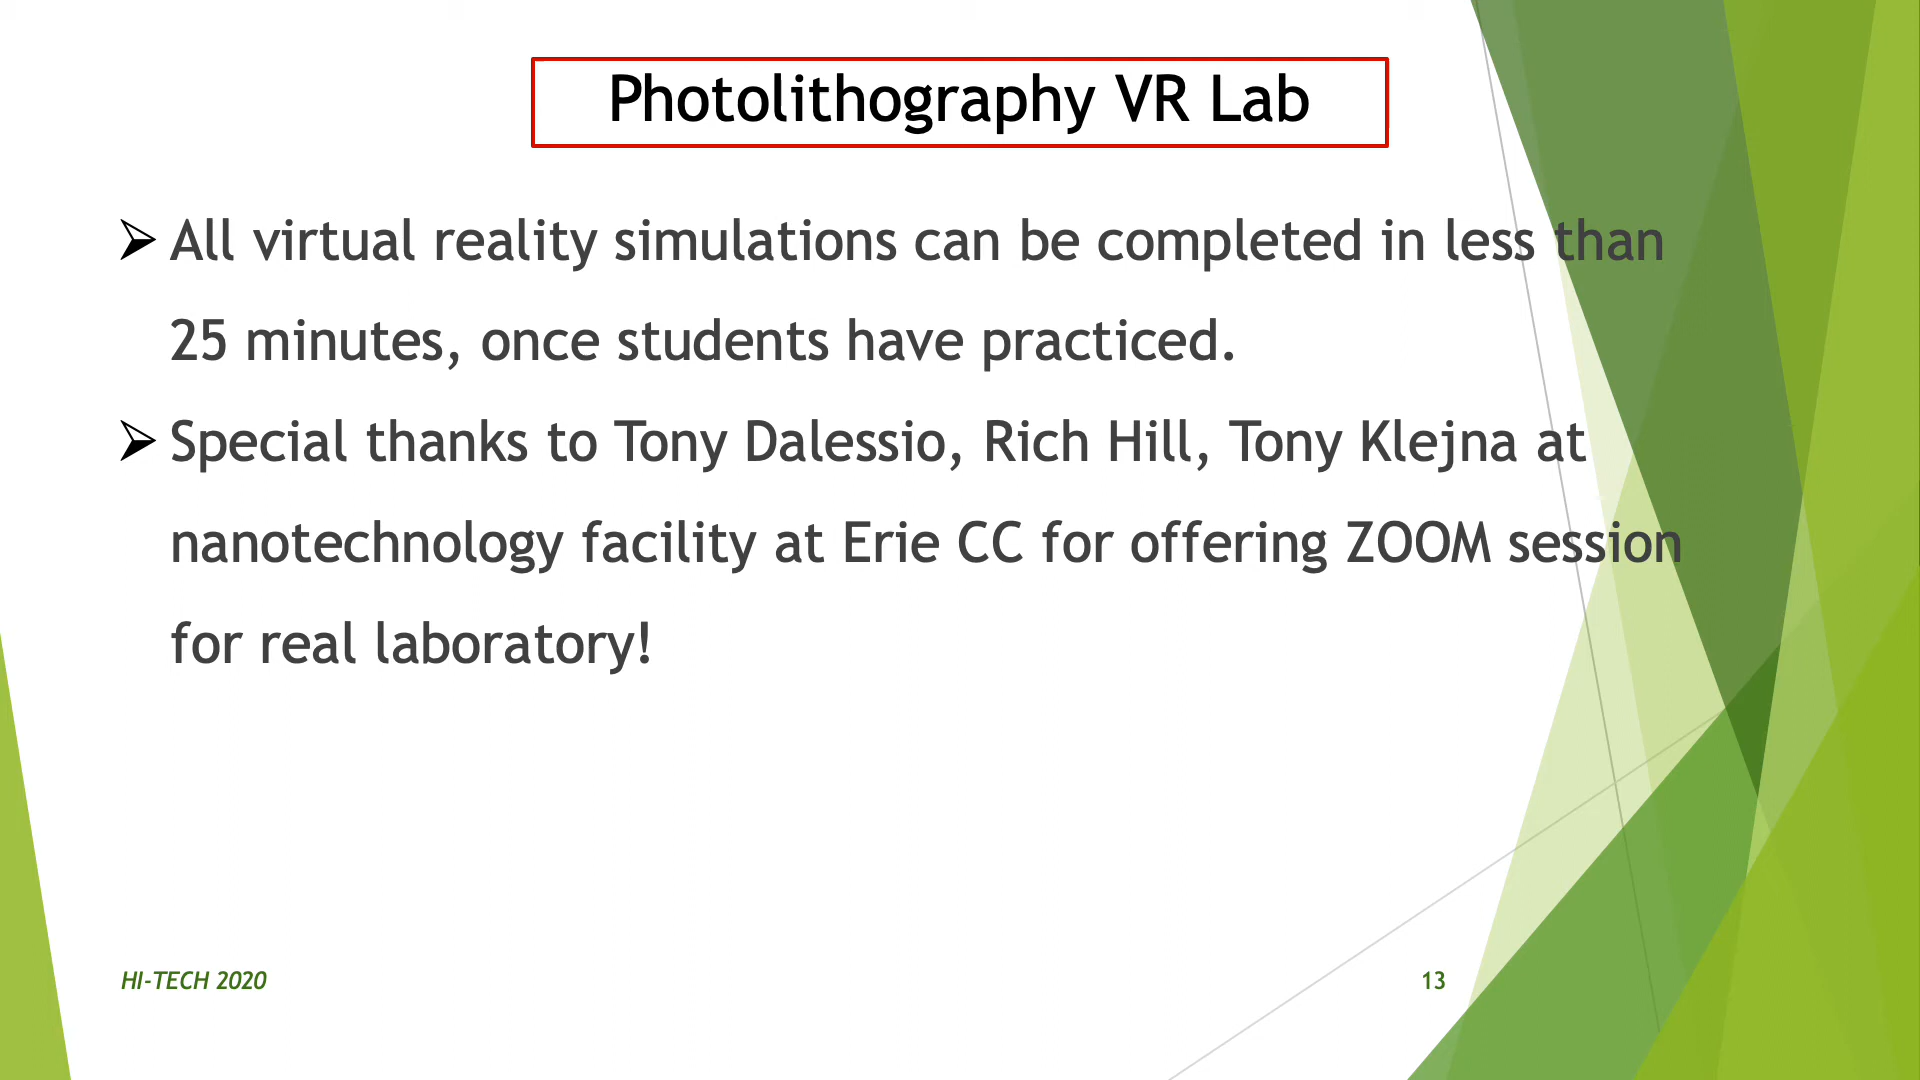 Photolithography VR Lab
All virtual reality simulations can be completed in less than
25 minutes, once students have practiced.
Special thanks to Tony Dalessio, Rich Hill, Tony Klejna at
nanotechnology facility at Erie CC for offering ZOOM session
for real laboratory!
HI-TECH 2020
13